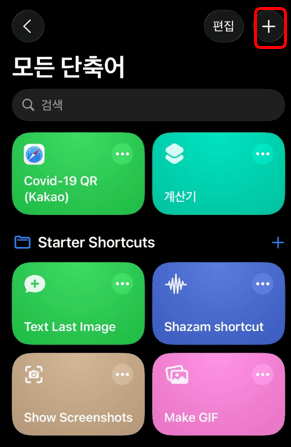 편집
모든 단축어
검색
Covid-19 QR
(Kakao)
계산기
Starter Shortcuts
Text Last Image
Shazam shortcut
Show Screenshots
Make GIF